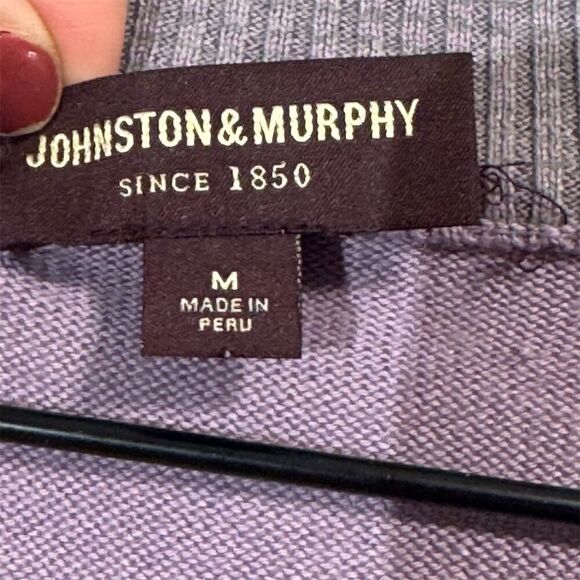 JOHNSTON & MURPHY
SINCE 1850
M
MADE IN
PERU